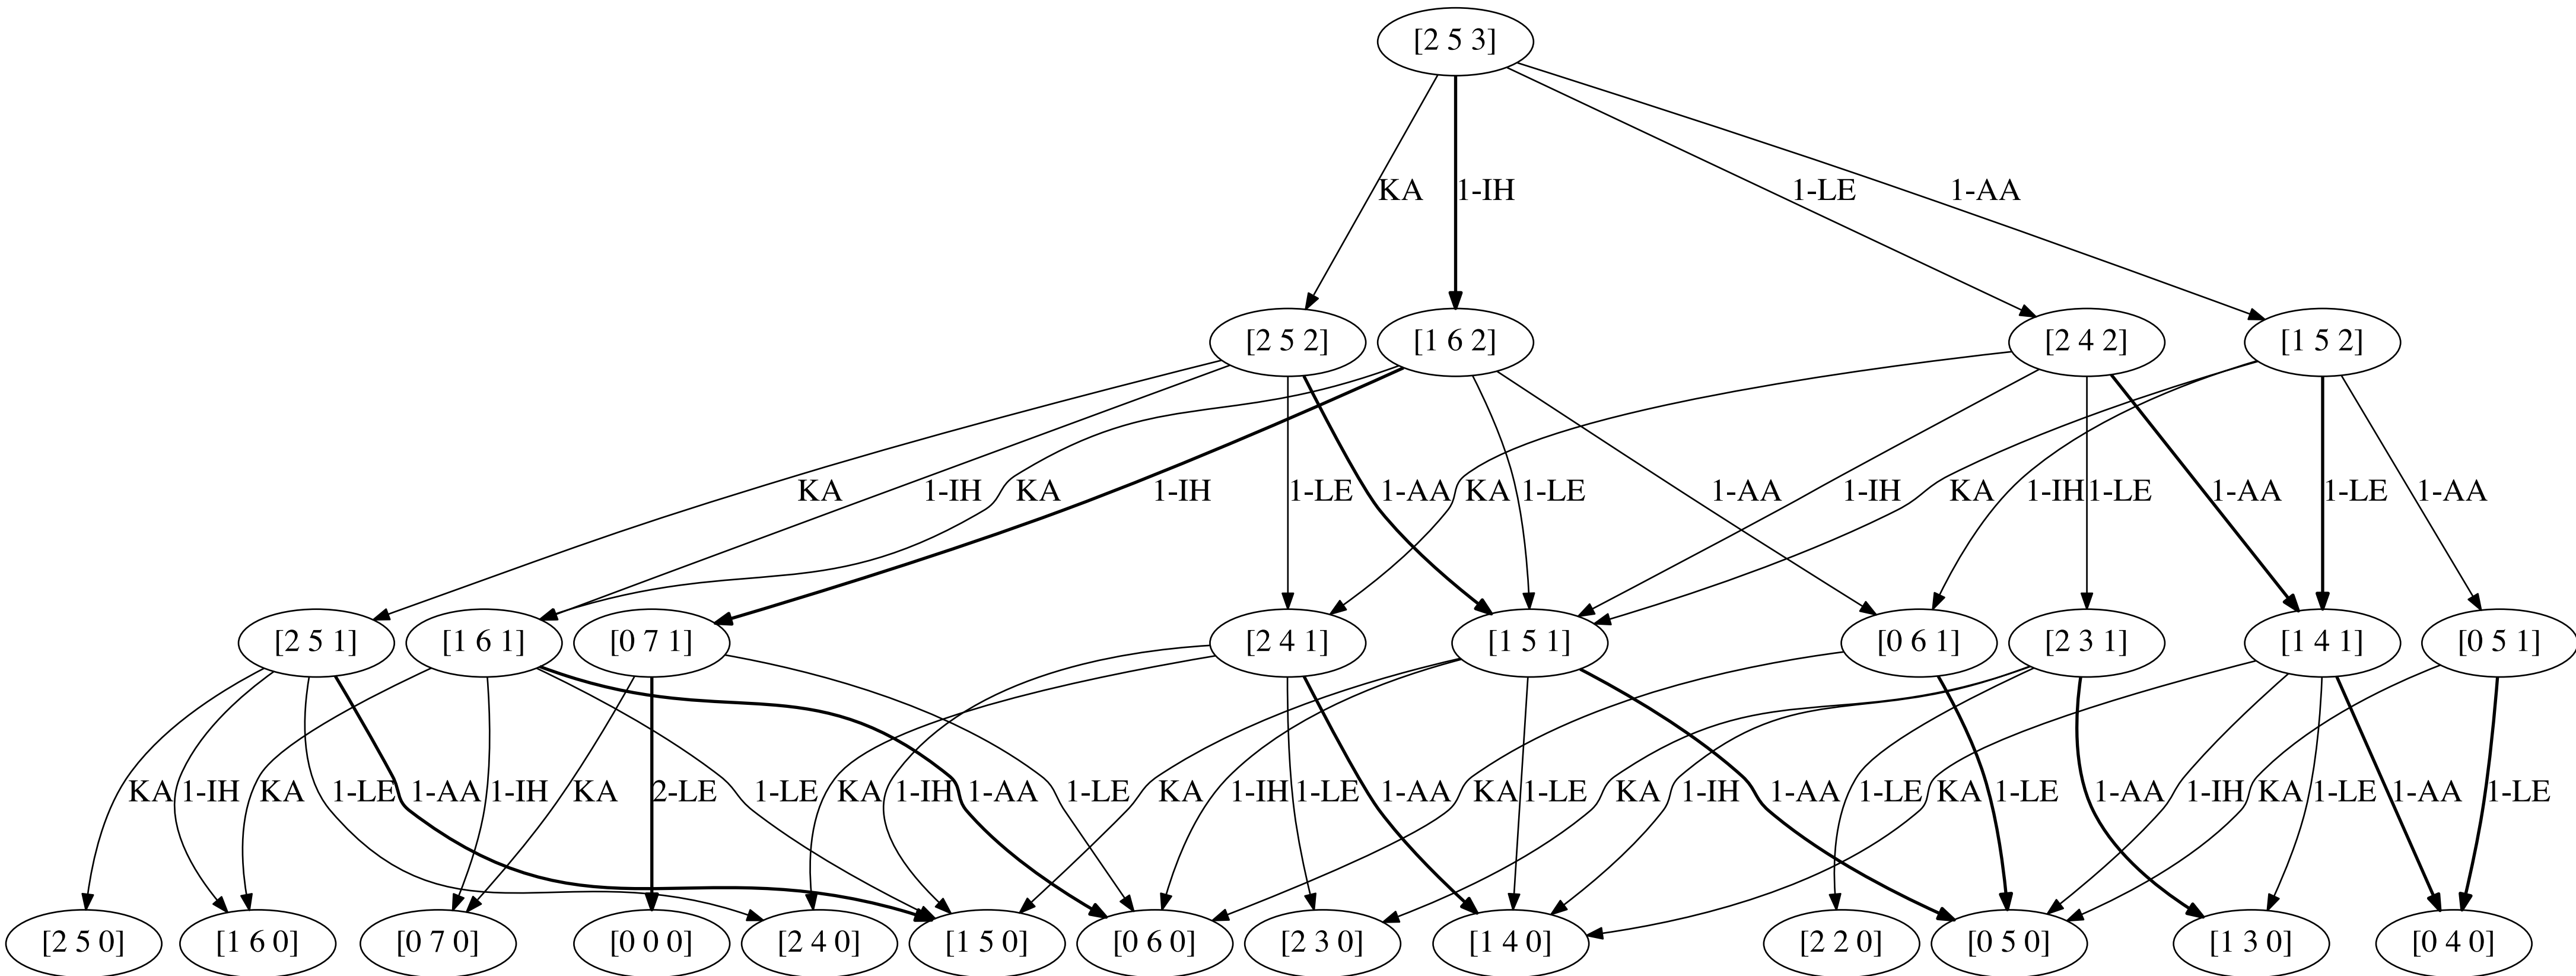 [2 5 3]
KA 1-IH 1-LE 1-AA
[2 5 2] [1 6 2] [2 4 2] [1 5 2]
KA 1-IH KA 1-IH 1-LE 1-AA KA 1-LE 1-AA 1-IH KA 1-IH 1-LE 1-AA 1-LE 1-AA
[2 5 1] [1 6 1] [0 7 1] [2 4 1] [1 5 1] [0 6 1] [2 3 1] [1 4 1] [0 5 1]
KA 1-IH KA 1-LE 1-AA 1-IH KA 2-LE 1-LE KA 1-IH 1-AA 1-LE KA 1-IH 1-LE 1-AA KA 1-LE KA 1-IH 1-AA 1-LE KA 1-LE 1-AA 1-IH KA 1-LE 1-AA 1-LE
[2 5 0] [1 6 0] [0 7 0] [0 0 0] [2 4 0] [1 5 0] [0 6 0] [2 3 0] [1 4 0] [2 2 0] [0 5 0] [1 3 0] [0 4 0]